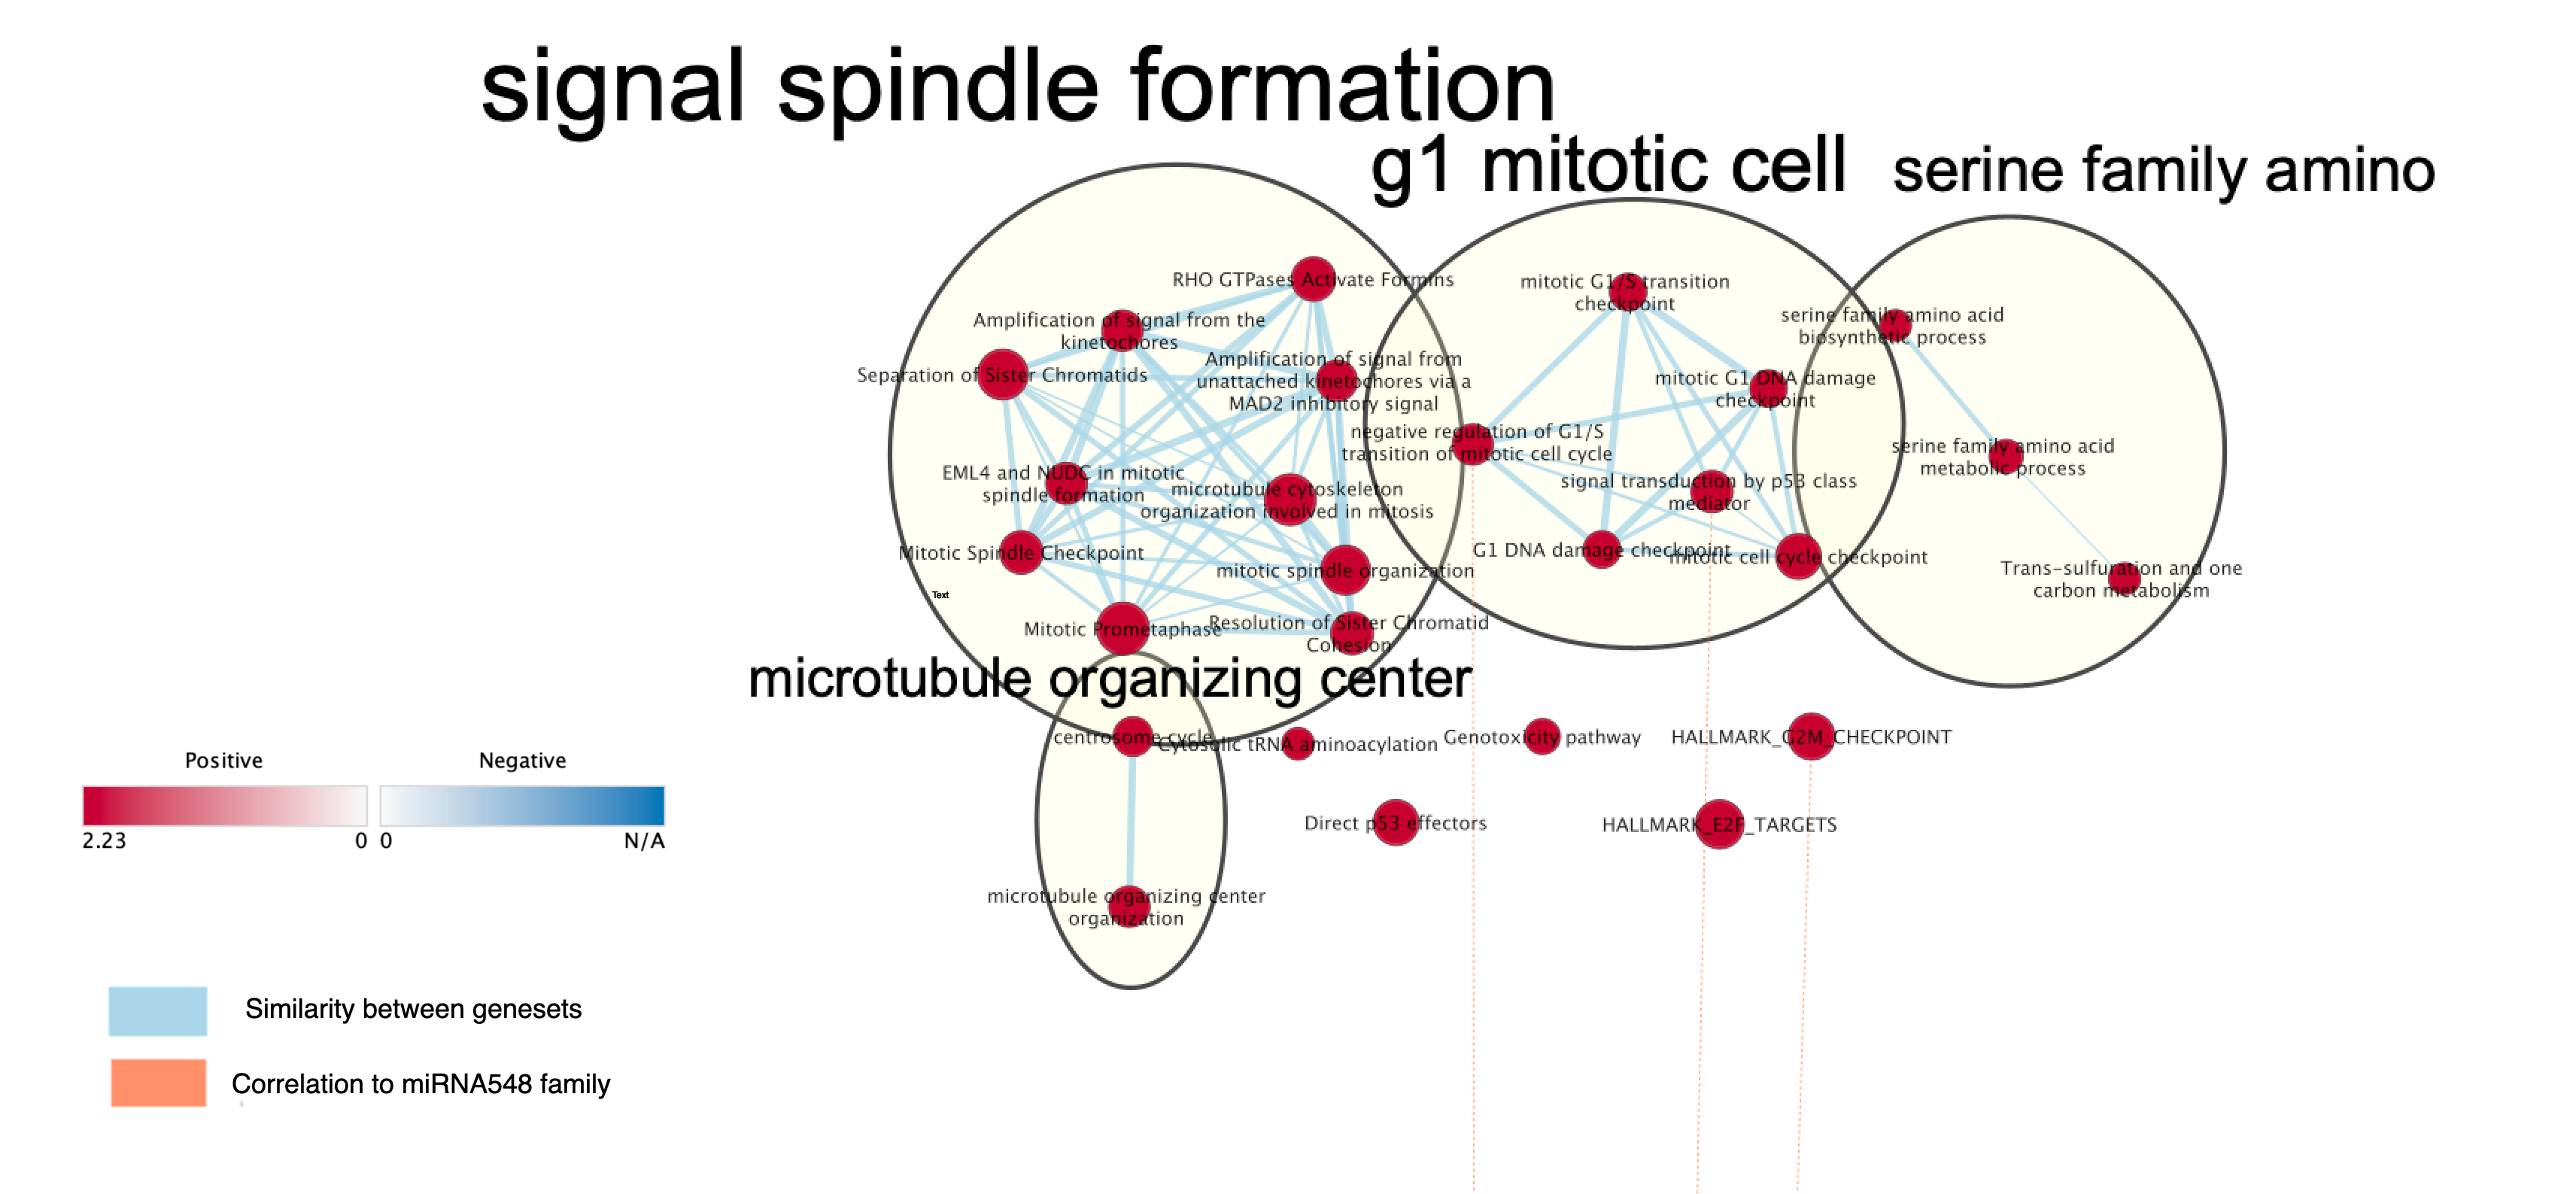 signal spindle formation
g1 mitotic cell
serine family amino
RHO GTPases Activate Formins
Amplification of signal from the
kinetochores
Separation of Sister Chromatids
Amplification of signal from
unattached kinetochores via a
MAD2 inhibitory signal
EML4 and NUDC in mitotic
spindle formation
microtubule cytoskeleton
organization involved in mitosis
Mitotic Spindle Checkpoint
mitotic spindle organization
Text
Mitotic Prometaphase
Resolution of Sister Chromatid
Cohesion
mitotic G1/S transition
checkpoint
mitotic G1 DNA damage
checkpoint
negative regulation of G1/S
transition of mitotic cell cycle
signal transduction by p53 class
mediator
G1 DNA damage checkpoint
mitotic cell cycle checkpoint
serine family amino acid
biosynthetic process
serine family amino acid
metabolic process
Trans-sulfuration and one
carbon metabolism
microtubule organizing center
centrosome cycle
Cytosolic tRNA aminoacylation
Genotoxicity pathway
HALLMARK_G2M_CHECKPOINT
Direct p53 effectors
HALLMARK_E2F_TARGETS
microtubule organizing center
organization
Positive
Negative
2.23
0
0
N/A
Similarity between genesets
Correlation to miRNA548 family